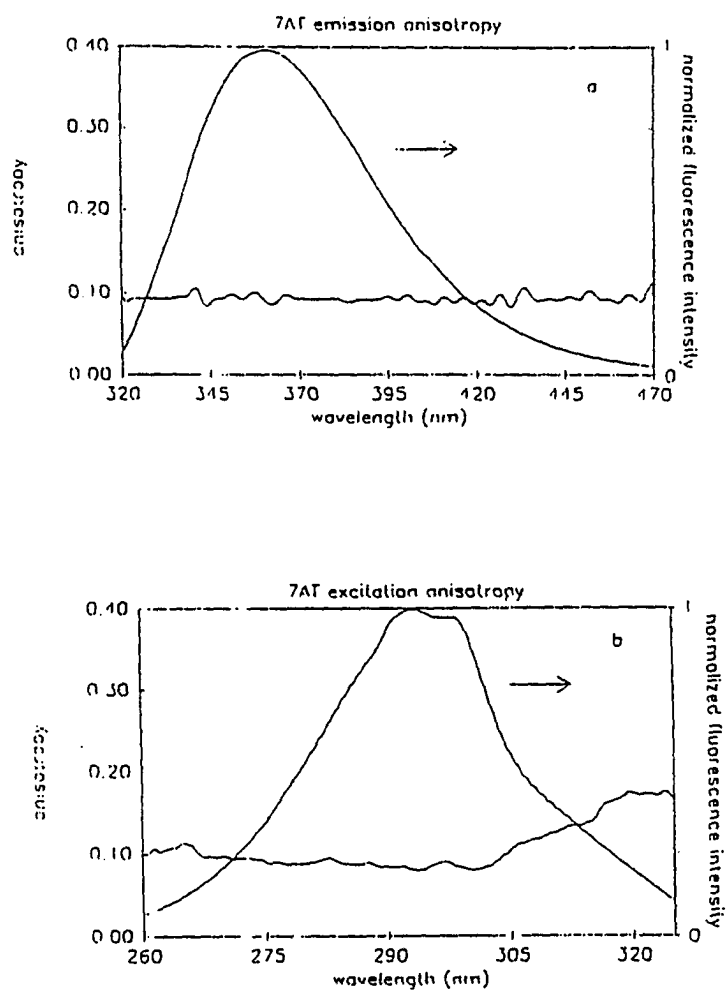 7AT emission anisotropy
0.40
0.30
0.20
0.10
0.00
anisotropy
a
1
0
normalized fluorescence intensity
320 345 370 395 420 445 470
wavelength (nm)
7AT excitation anisotropy
0.40
0.30
0.20
0.10
0.00
anisotropy
b
1
0
normalized fluorescence intensity
260 275 290 305 320
wavelength (nm)